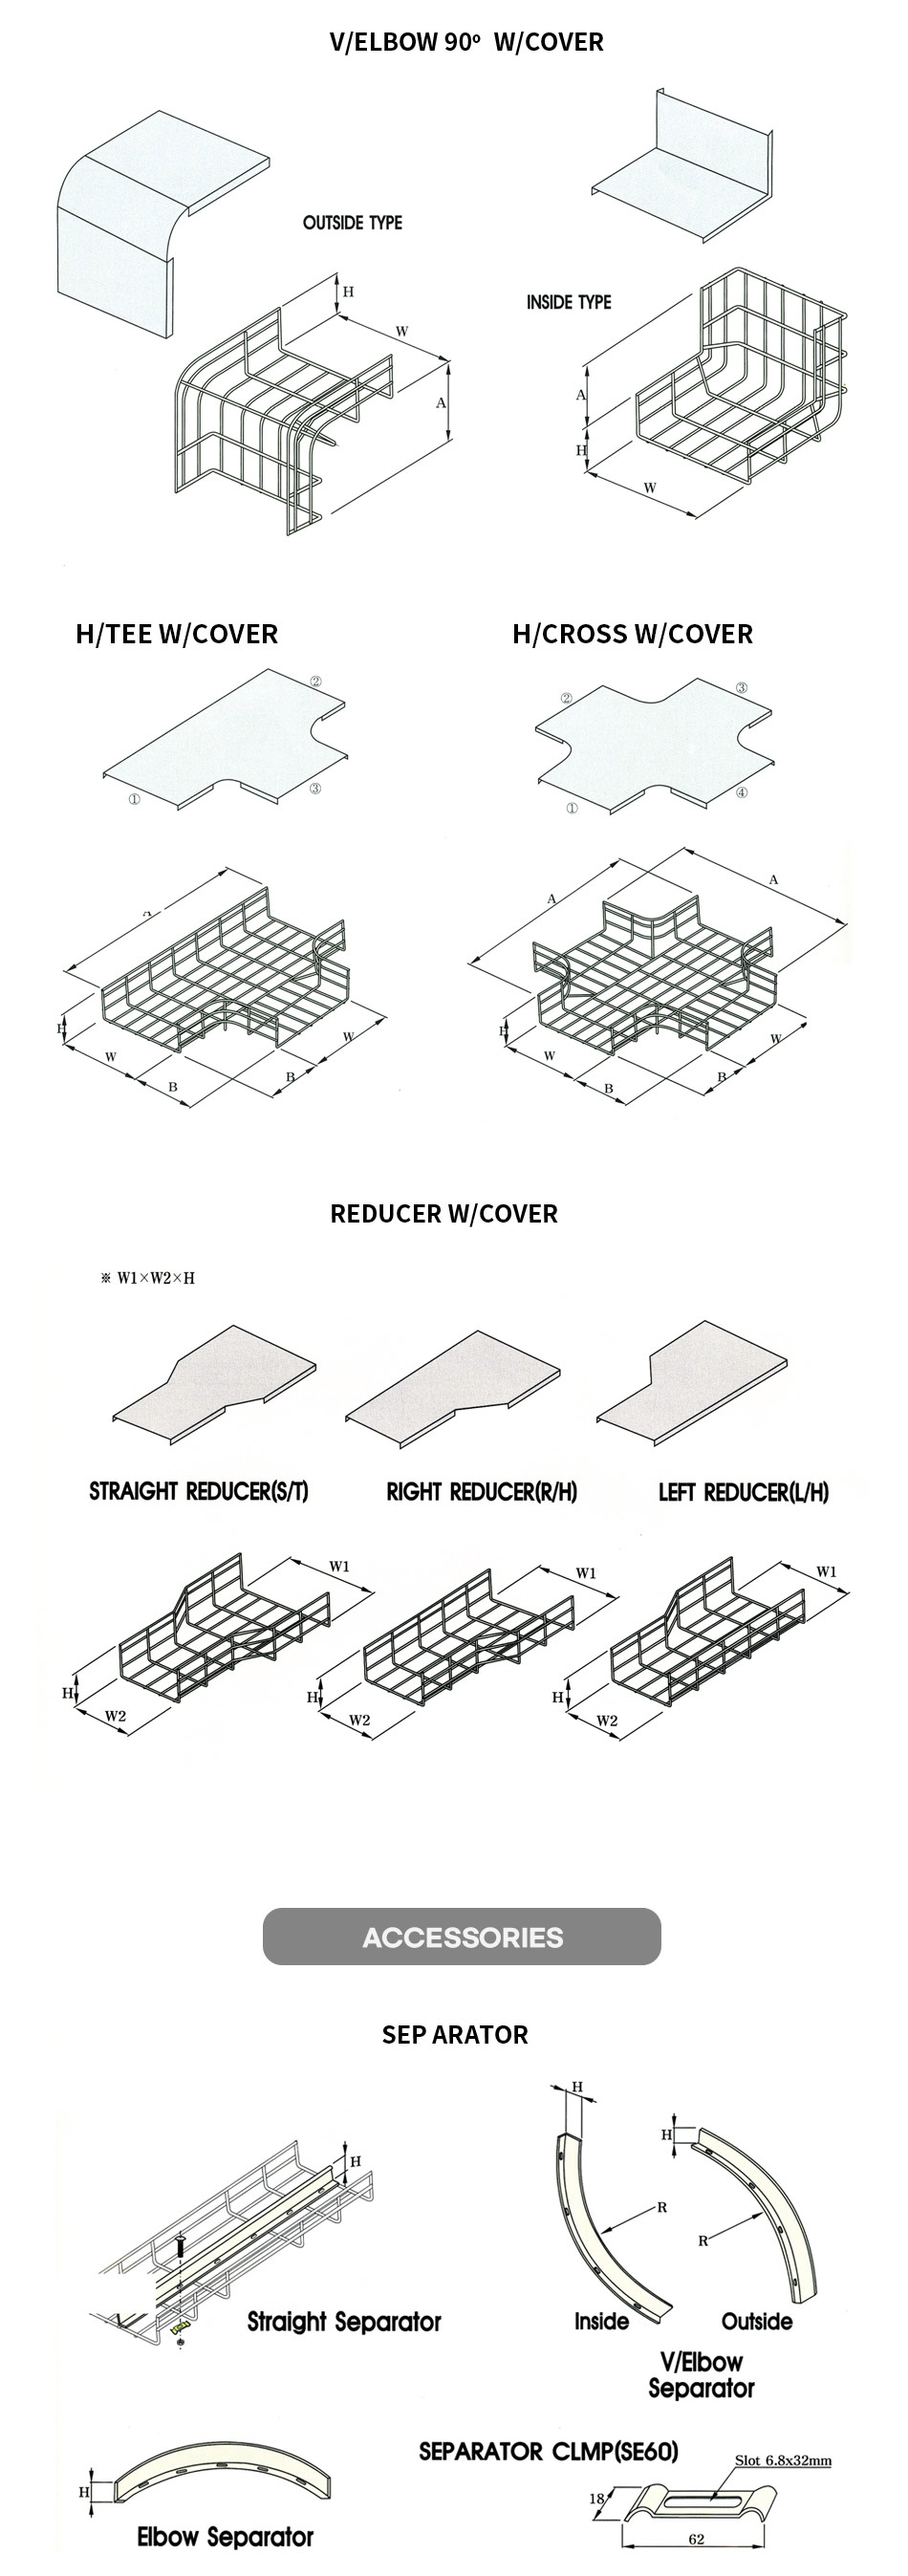 V/ELBOW 90º W/COVER
OUTSIDE TYPE
H
W
A
INSIDE TYPE
A
H
W
H/TEE W/COVER
H/CROSS W/COVER
②
①
③
②
③
①
④
A
W
B
B
W
A
A
W
B
B
W
REDUCER W/COVER
※ W1×W2×H
STRAIGHT REDUCER(S/T)
RIGHT REDUCER(R/H)
LEFT REDUCER(L/H)
W1
H
W2
W1
H
W2
W1
H
W2
ACCESSORIES
SEP ARATOR
H
Straight Separator
H
R
Inside
H
R
Outside
V/Elbow
Separator
H
Elbow Separator
SEPARATOR CLMP(SE60)
Slot 6.8x32mm
18
62